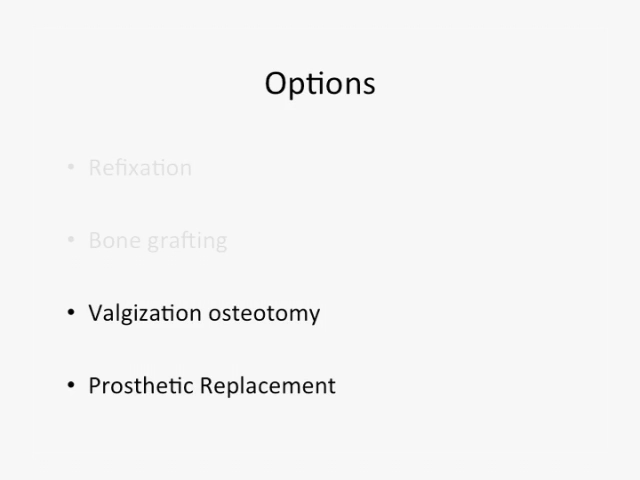 Options
• Refixation
• Bone grafting
• Valgization osteotomy
• Prosthetic Replacement